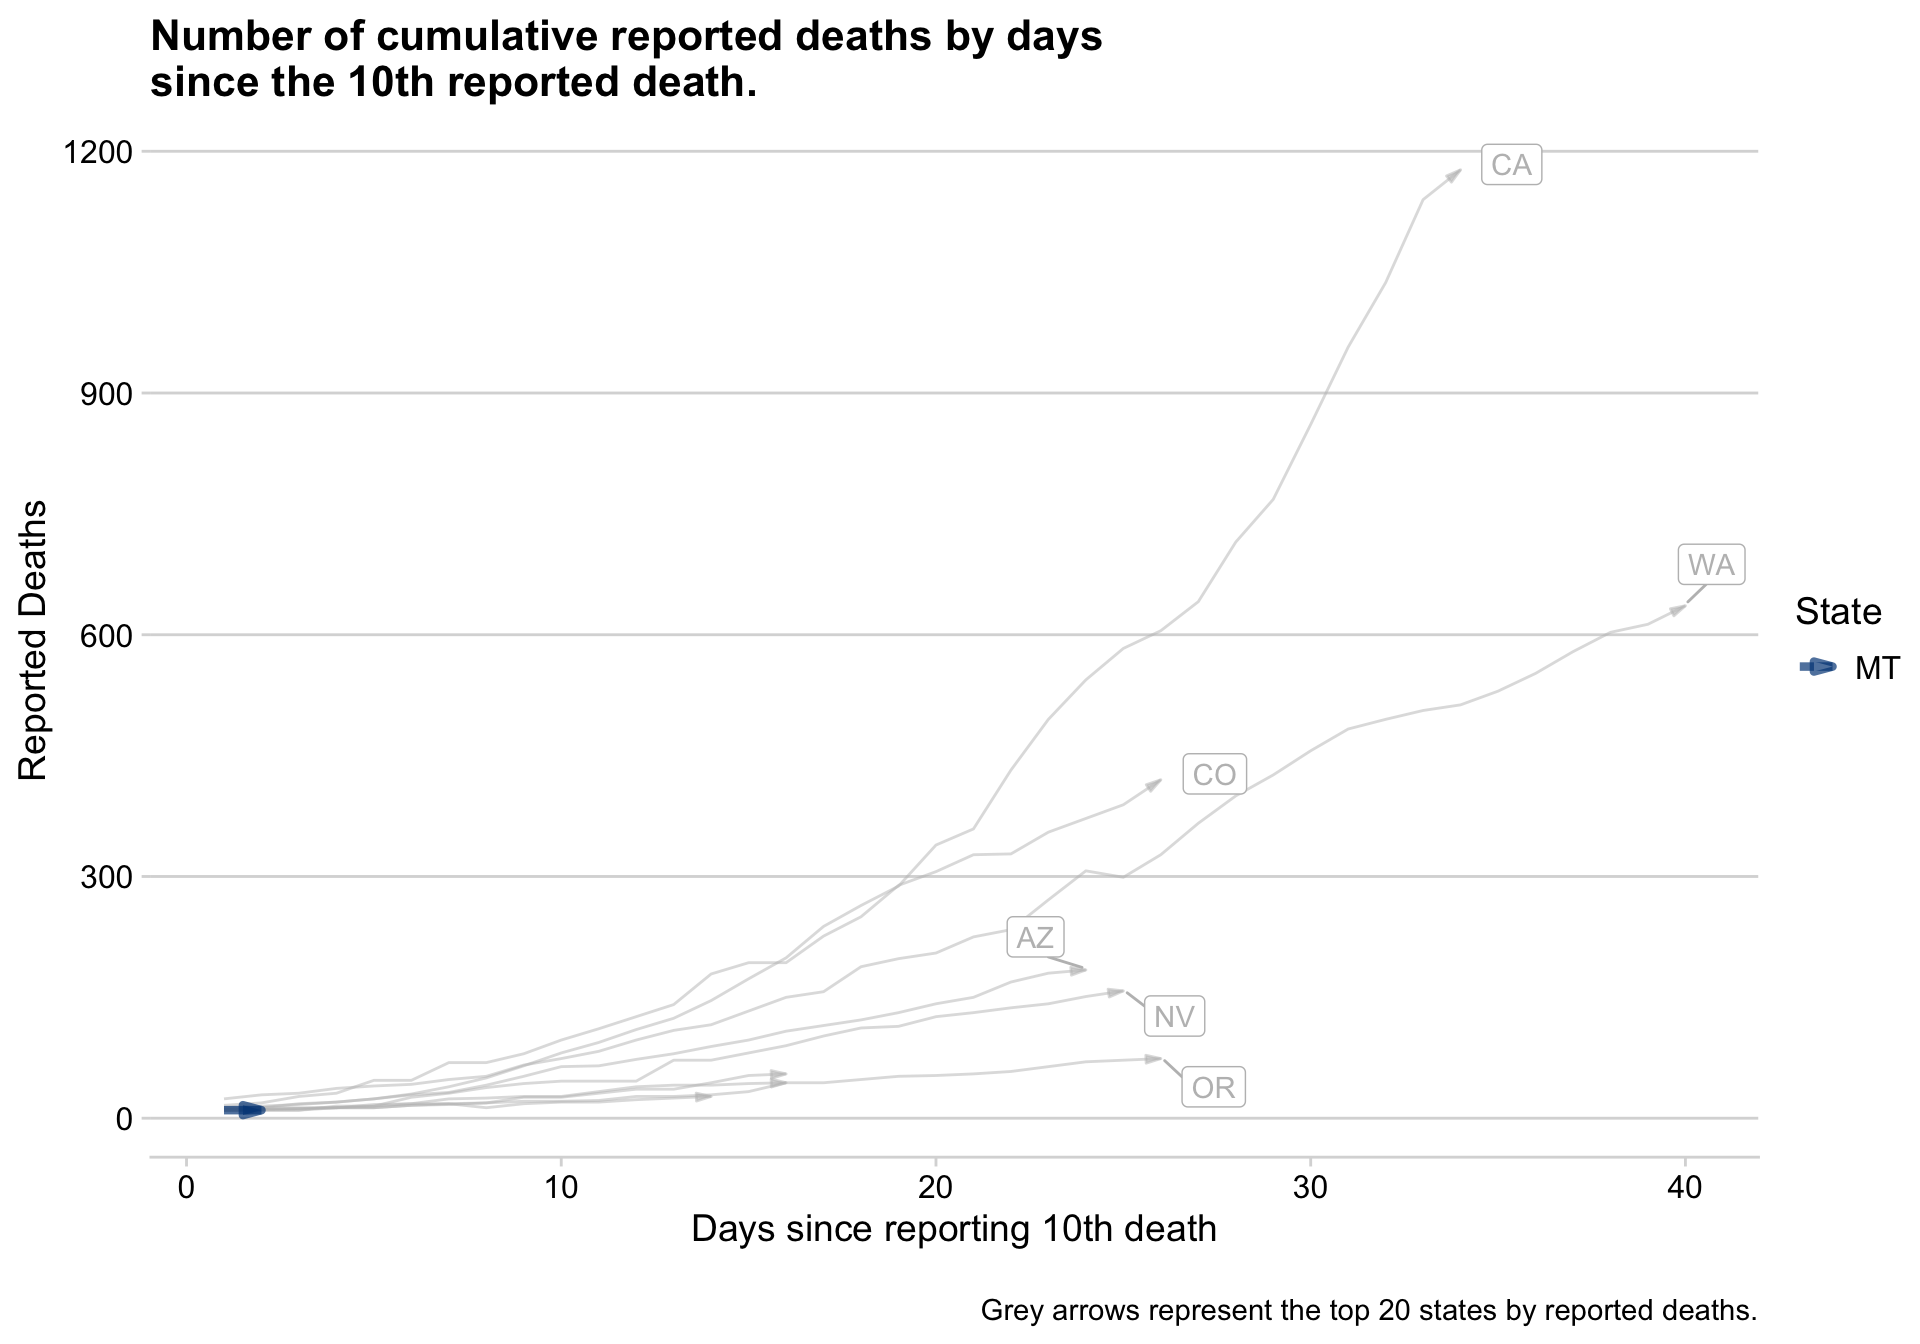 Number of cumulative reported deaths by days
since the 10th reported death.
1200
900
600
300
0
Reported Deaths
CA
WA
CO
AZ
NV
OR
State
MT
0 10 20 30 40
Days since reporting 10th death
Grey arrows represent the top 20 states by reported deaths.